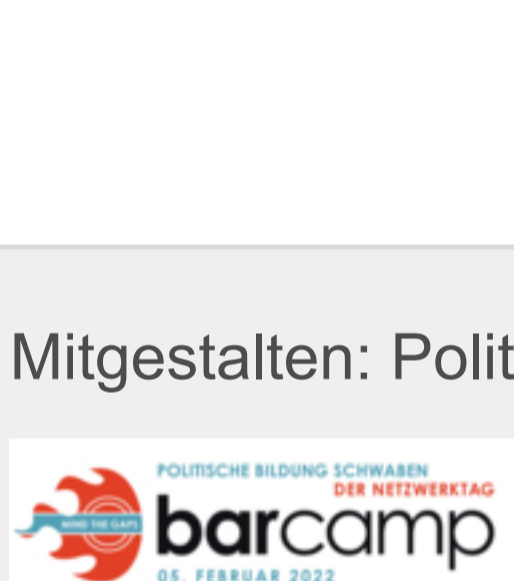 Mitgestalten: Polit
POLITISCHE BILDUNG SCHWABEN
DER NETZWERKTAG
MIND THE GAPS
barcamp
05. FEBRUAR 2022